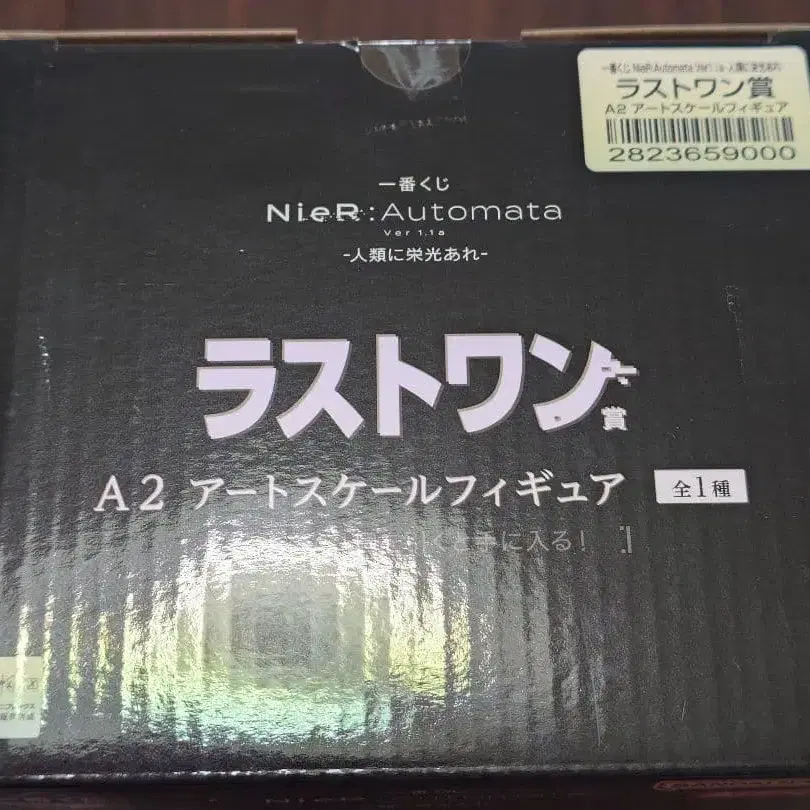 一番くじ NieR:Automata Ver1.1a -人類に栄光あれ-
ラストワン賞
A2 アートスケールフィギュア
2823659000
一番くじ
NieR:Automata
Ver 1.1a
-人類に栄光あれ-
ラストワン賞
A2 アートスケールフィギュア 全1種
くと手に入る!